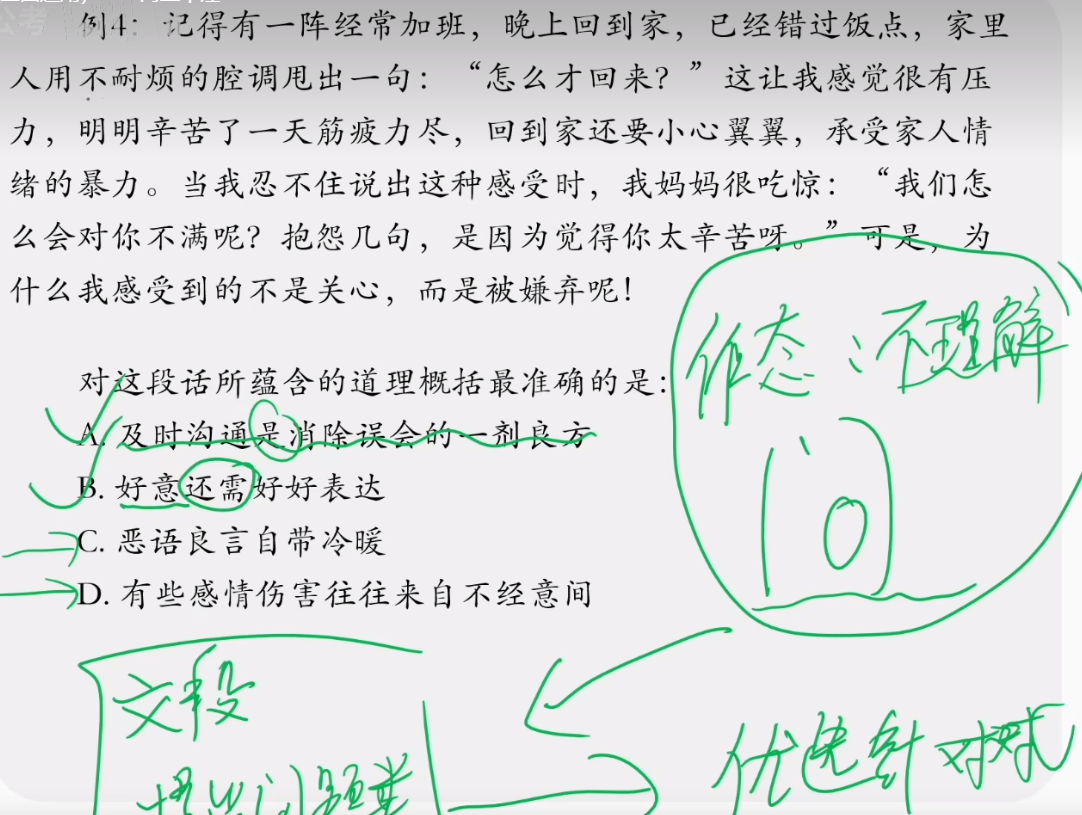 公考
例4：记得有一阵经常加班，晚上回到家，已经错过饭点，家里
人用不耐烦的腔调甩出一句：“怎么才回来？”这让我感觉很有压
力，明明辛苦了一天筋疲力尽，回到家还要小心翼翼，承受家人情
绪的暴力。当我忍不住说出这种感受时，我妈妈很吃惊：“我们怎
么会对你不满呢？抱怨几句，是因为觉得你太辛苦呀。”可是，为
什么我感受到的不是关心，而是被嫌弃呢！
对这段话所蕴含的道理概括最准确的是：
A. 及时沟通是消除误会的一剂良方
B. 好意还需好好表达
C. 恶语良言自带冷暖
D. 有些感情伤害往往来自不经意间
作态：不理解
文段
提出问题类
优选针对对